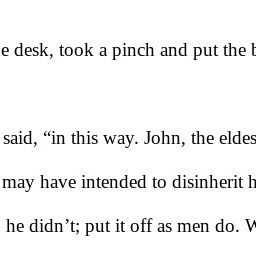 e desk, took a pinch and put the
said, “in this way. John, the eldes
may have intended to disinherit h
he didn’t; put it off as men do. W